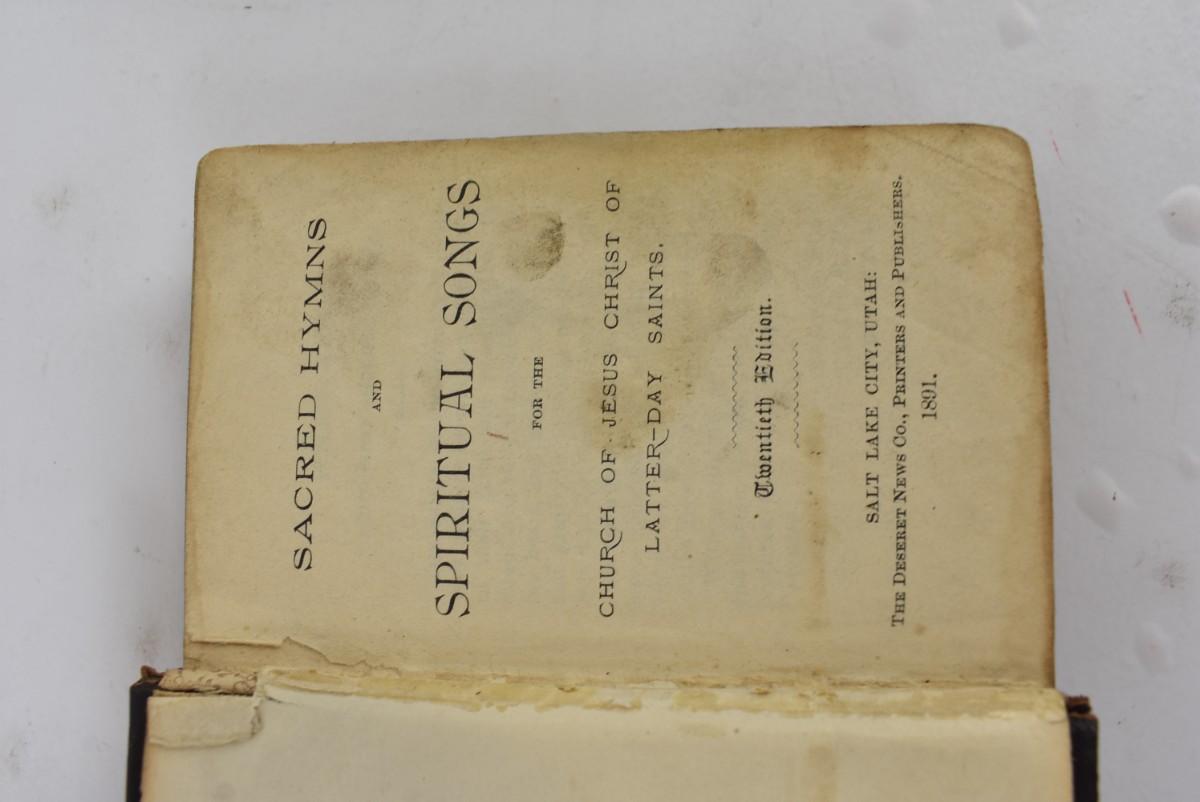 SACRED HYMNS
AND
SPIRITUAL SONGS
FOR THE
CHURCH OF JESUS CHRIST OF
LATTER-DAY SAINTS.
Twentieth Edition.
SALT LAKE CITY, UTAH:
THE DESERET NEWS CO., PRINTERS AND PUBLISHERS.
1891.